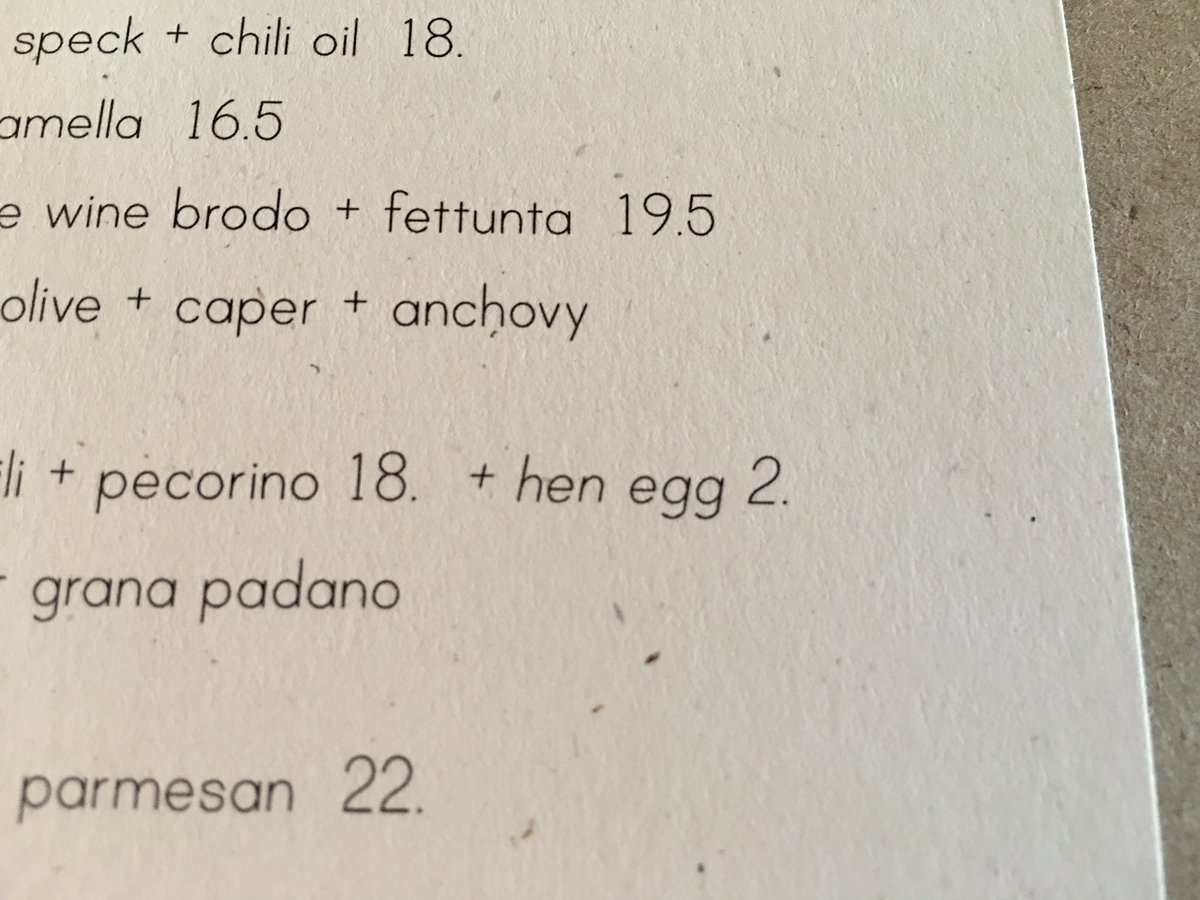 speck + chili oil 18.
amella 16.5
e wine brodo + fettunta 19.5
olive + caper + anchovy
li + pecorino 18. + hen egg 2.
grana padano
parmesan 22.